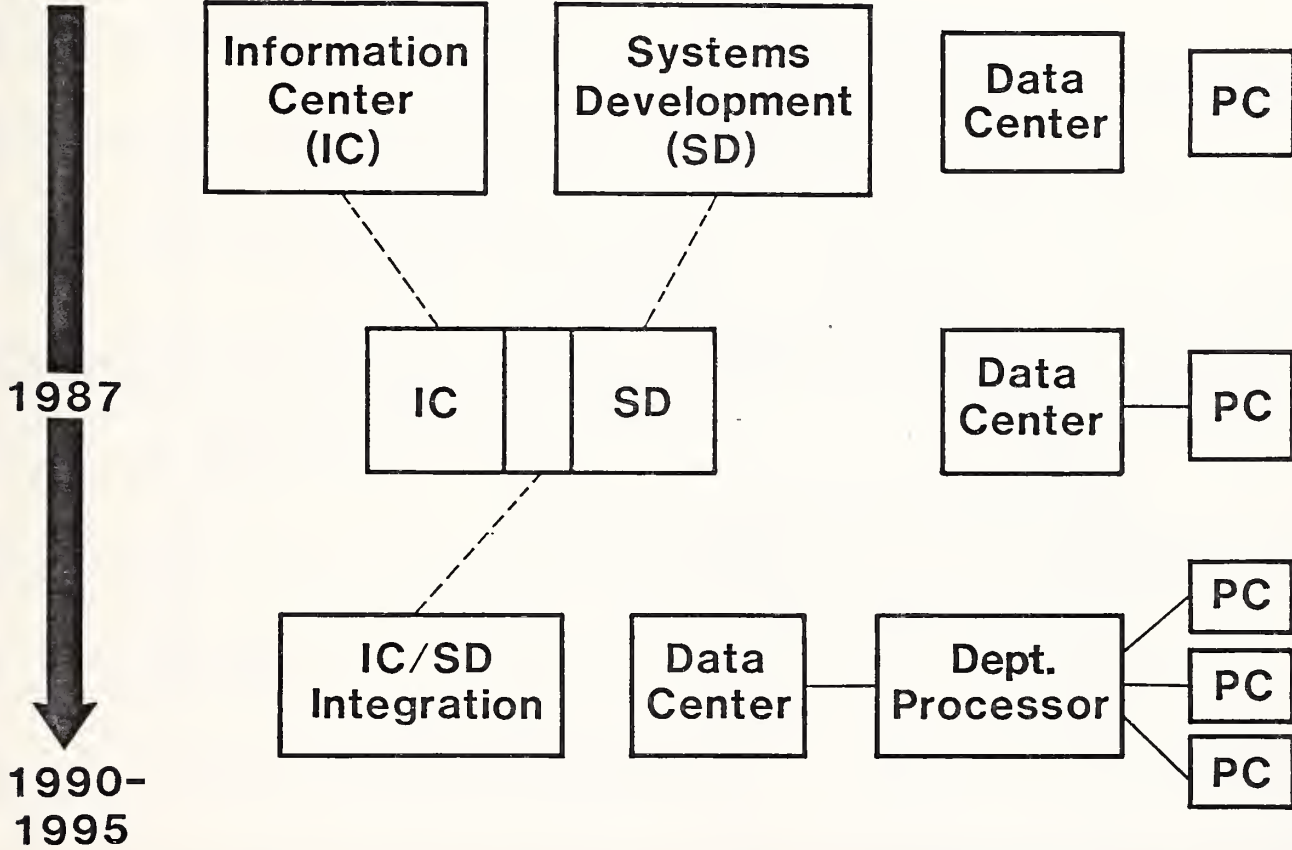 Information
Center
(IC)
Systems
Development
(SD)
Data
Center
PC
1987
IC
SD
Data
Center
PC
IC/SD
Integration
Data
Center
Dept.
Processor
PC
PC
PC
1990-
1995